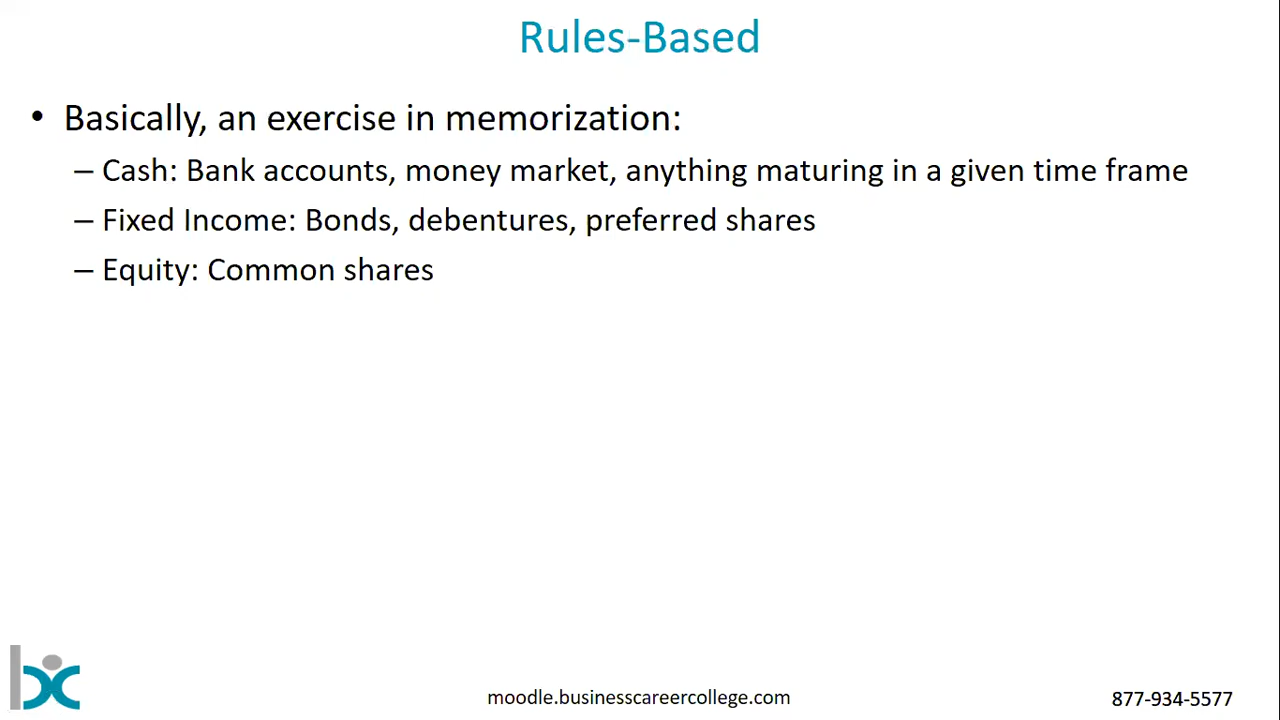 Rules-Based
• Basically, an exercise in memorization:
– Cash: Bank accounts, money market, anything maturing in a given time frame
– Fixed Income: Bonds, debentures, preferred shares
– Equity: Common shares
bc
moodle.businesscareercollege.com
877-934-5577